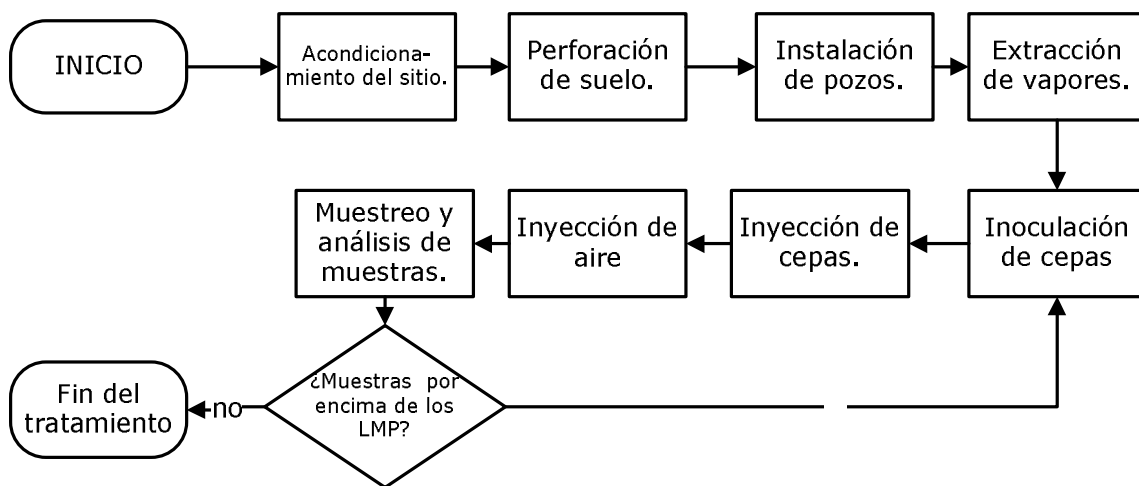 INICIO
Acondiciona-
miento del sitio.
Perforación
de suelo.
Instalación
de pozos.
Extracción
de vapores.
Muestreo y
análisis de
muestras.
Inyección de
aire
Inyección de
cepas.
Inoculación
de cepas
Fin del
tratamiento
no
¿Muestras por
encima de los
LMP?